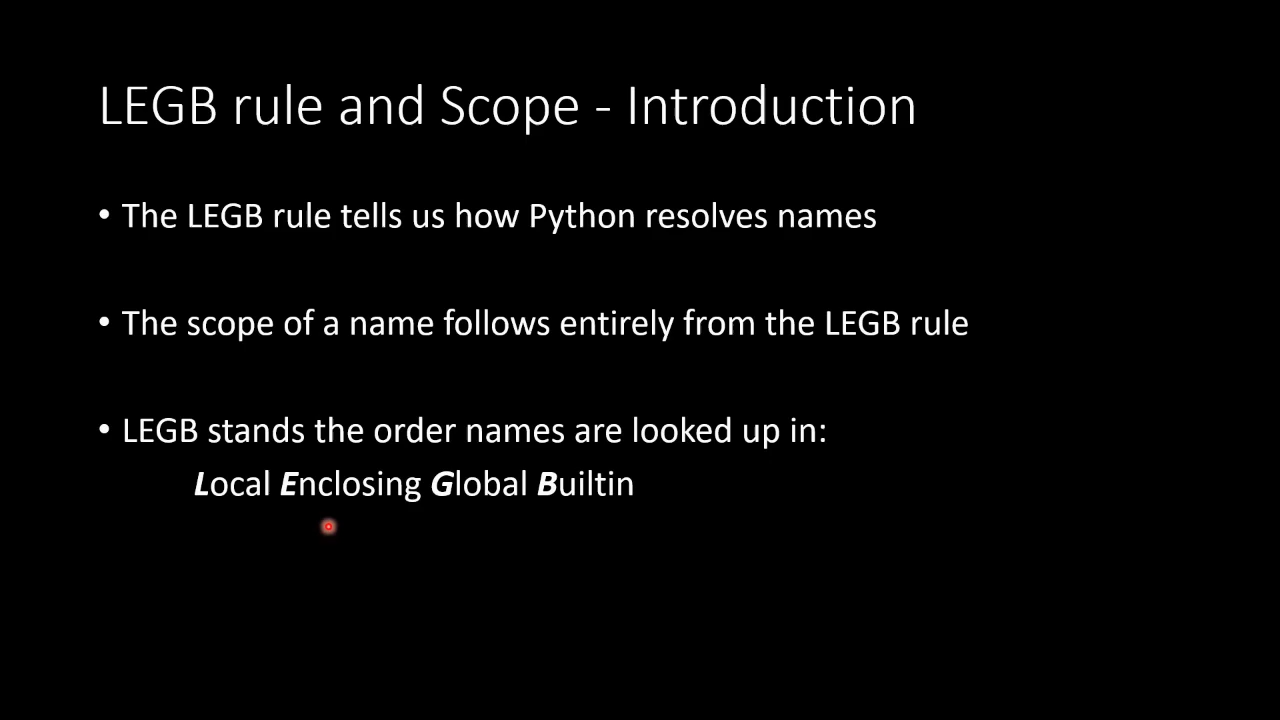 LEGB rule and Scope - Introduction
• The LEGB rule tells us how Python resolves names
• The scope of a name follows entirely from the LEGB rule
• LEGB stands the order names are looked up in:
Local Enclosing Global Builtin